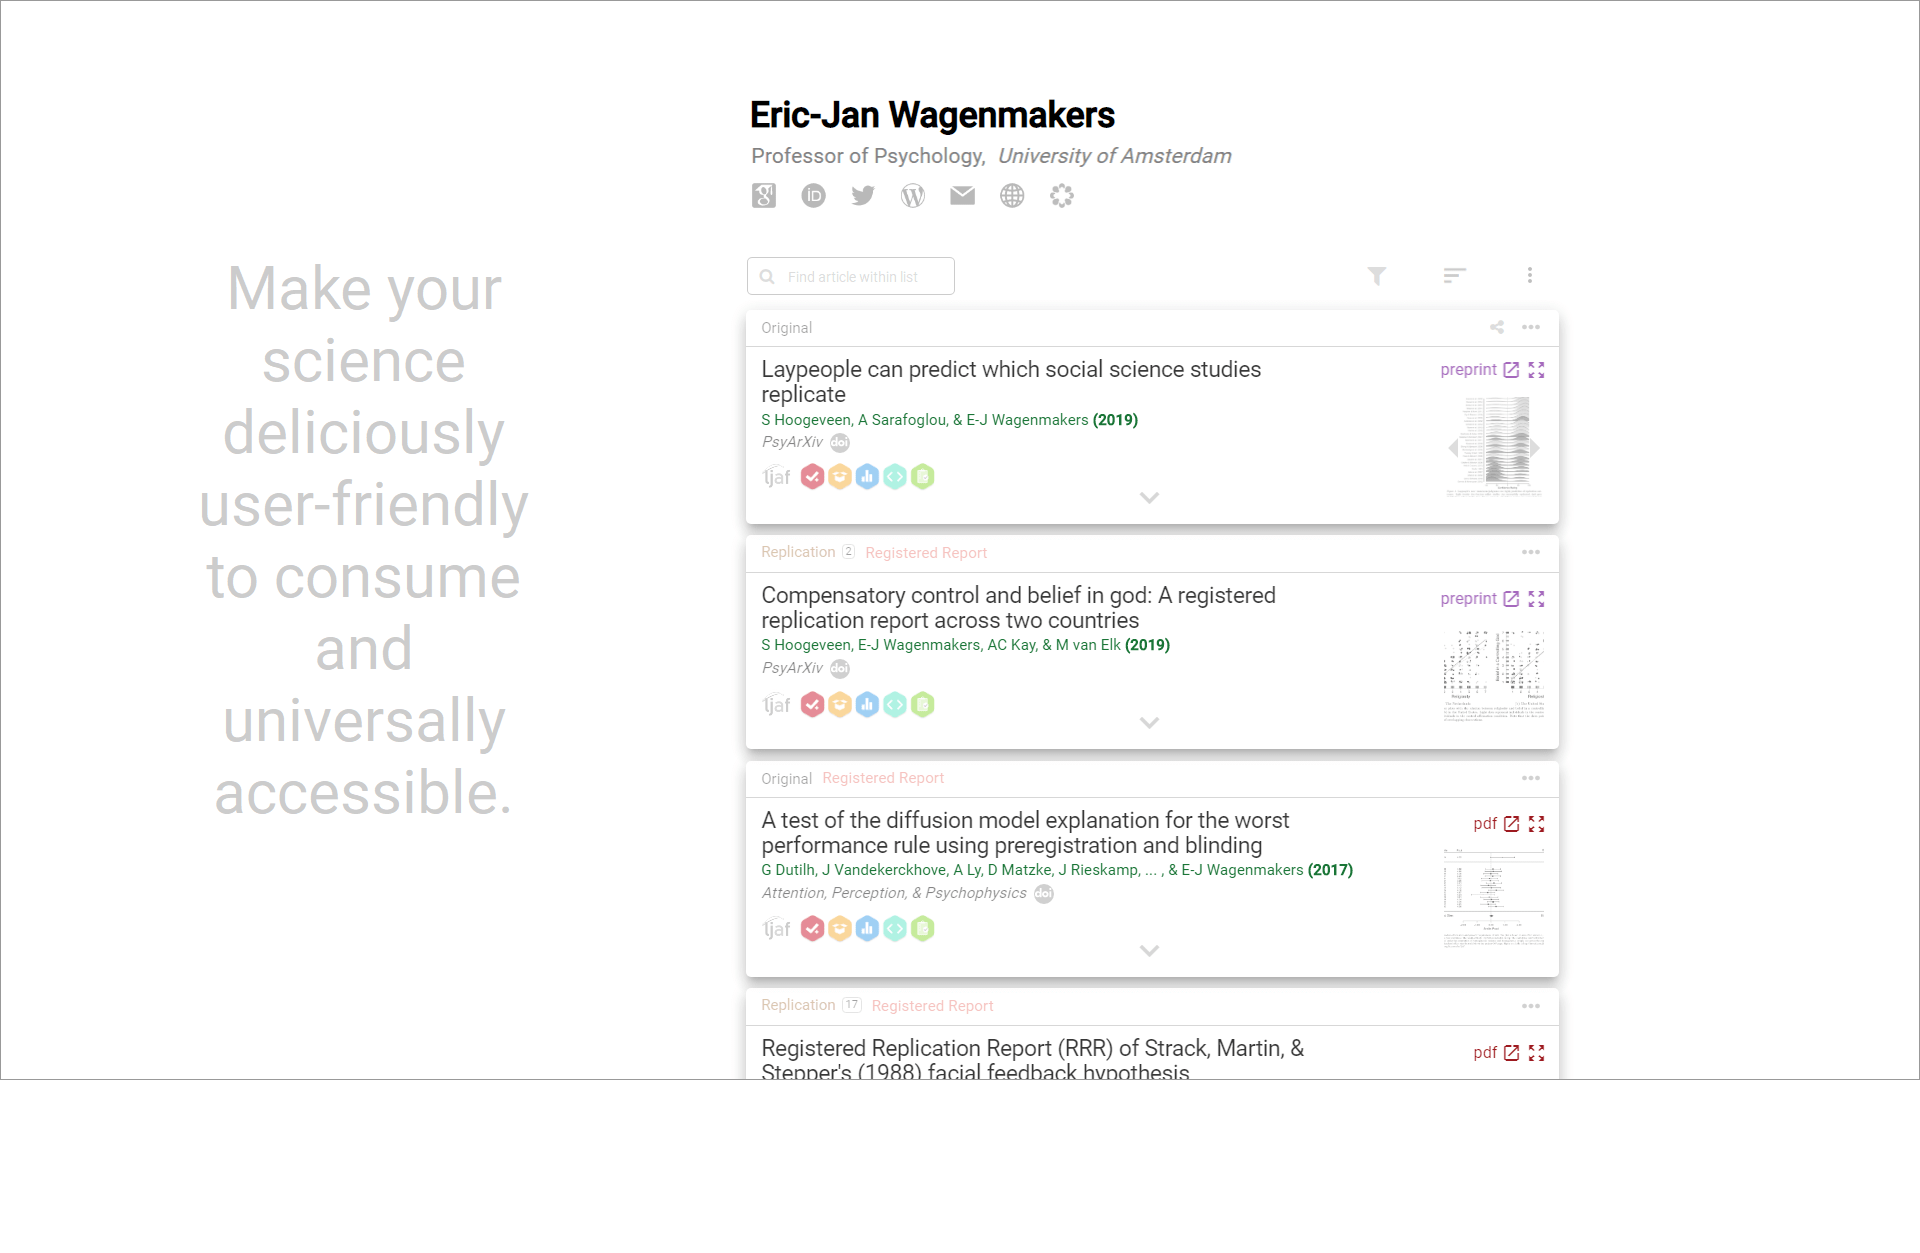 Make your
science
deliciously
user-friendly
to consume
and
universally
accessible.
Eric-Jan Wagenmakers
Professor of Psychology, University of Amsterdam
Find article within list
Original
Laypeople can predict which social science studies
replicate
preprint
S Hoogeveen, A Sarafoglou, & E-J Wagenmakers (2019)
PsyArXiv doi
tjaf
Replication 2 Registered Report
Compensatory control and belief in god: A registered
replication report across two countries
preprint
S Hoogeveen, E-J Wagenmakers, AC Kay, & M van Elk (2019)
PsyArXiv doi
tjaf
Original Registered Report
A test of the diffusion model explanation for the worst
performance rule using preregistration and blinding
pdf
G Dutilh, J Vandekerckhove, A Ly, D Matzke, J Rieskamp, ... , & E-J Wagenmakers (2017)
Attention, Perception, & Psychophysics doi
tjaf
Replication 17 Registered Report
Registered Replication Report (RRR) of Strack, Martin, &
Stepper's (1988) facial feedback hypothesis
pdf